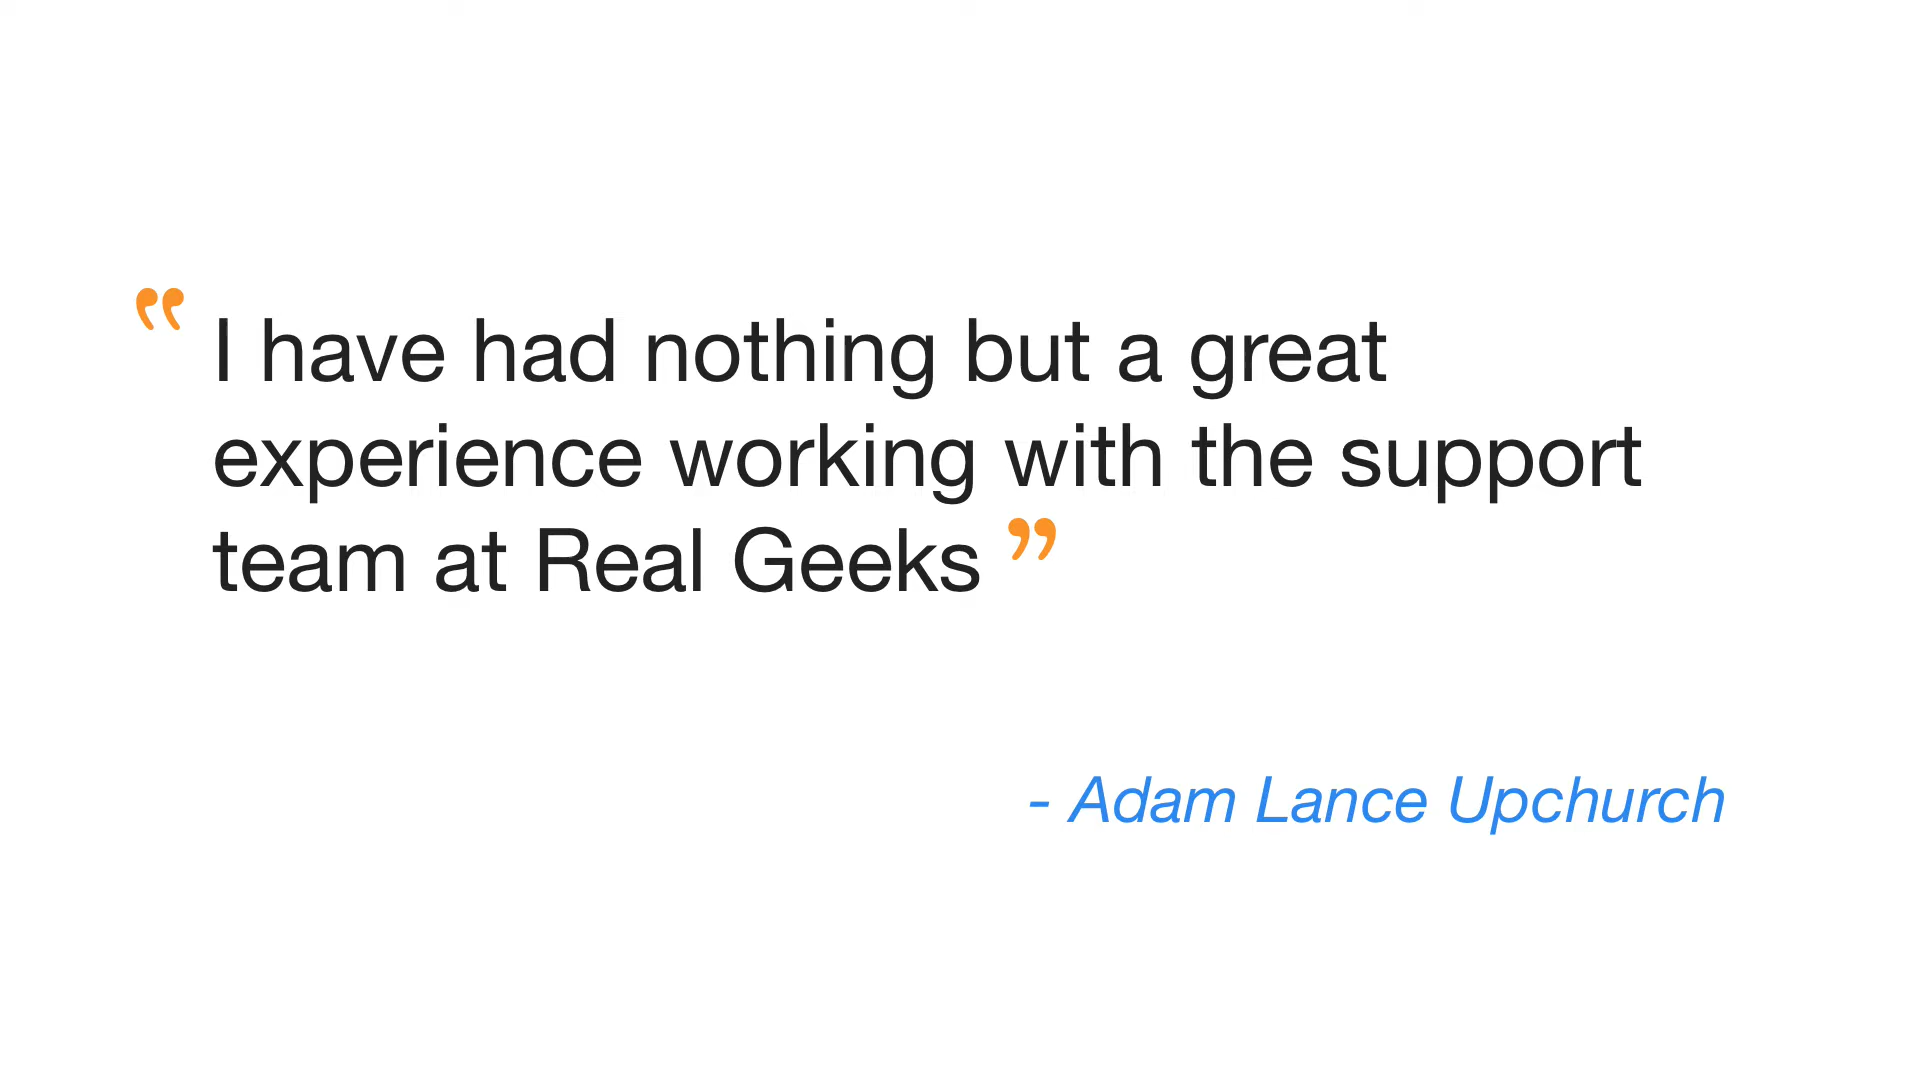 “ I have had nothing but a great
experience working with the support
team at Real Geeks ”
- Adam Lance Upchurch